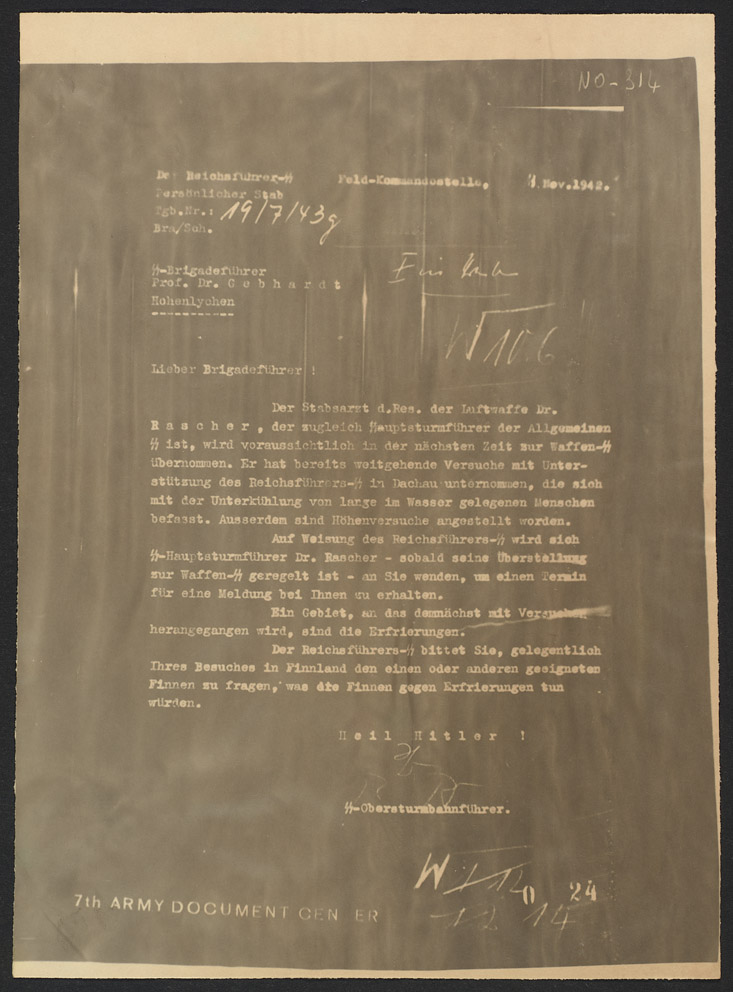 NO-314
Der Reichsführer-SS Feld-Kommandostelle, Nov.1942.
Persönlicher Stab
Tgb.Nr.: 19/7/43g
Bra/Sch.
SS-Brigadeführer
Prof. Dr. G e b h a r d t
Hohenlychen
Lieber Brigadeführer !
Der Stabsarzt d.Res. der Luftwaffe Dr.
R a s c h e r , der zugleich Hauptsturmführer der Allgemeinen
SS ist, wird voraussichtlich in der nächsten Zeit zur Waffen-SS
übernommen. Er hat bereits weitgehende Versuche mit Unter-
stützung des Reichsführers-SS in Dachau unternommen, die sich
mit der Unterkühlung von lange im Wasser gelegenen Menschen
befasst. Ausserdem sind Höhenversuche angestellt worden.
Auf Weisung des Reichsführers-SS wird sich
SS-Hauptsturmführer Dr. Rascher - sobald seine Überstellung
zur Waffen-SS geregelt ist - an Sie wenden, um einen Termin
für eine Meldung bei Ihnen zu erhalten.
Ein Gebiet, an das demnächst mit Versuchen
herangegangen wird, sind die Erfrierungen.
Der Reichsführers-SS bittet Sie, gelegentlich
Ihres Besuches in Finnland den einen oder anderen geeigneten
Finnen zu fragen, was die Finnen gegen Erfrierungen tun
würden.
H e i l H i t l e r !
SS-Obersturmbannführer.
0 24
7th ARMY DOCUMENT CEN ER